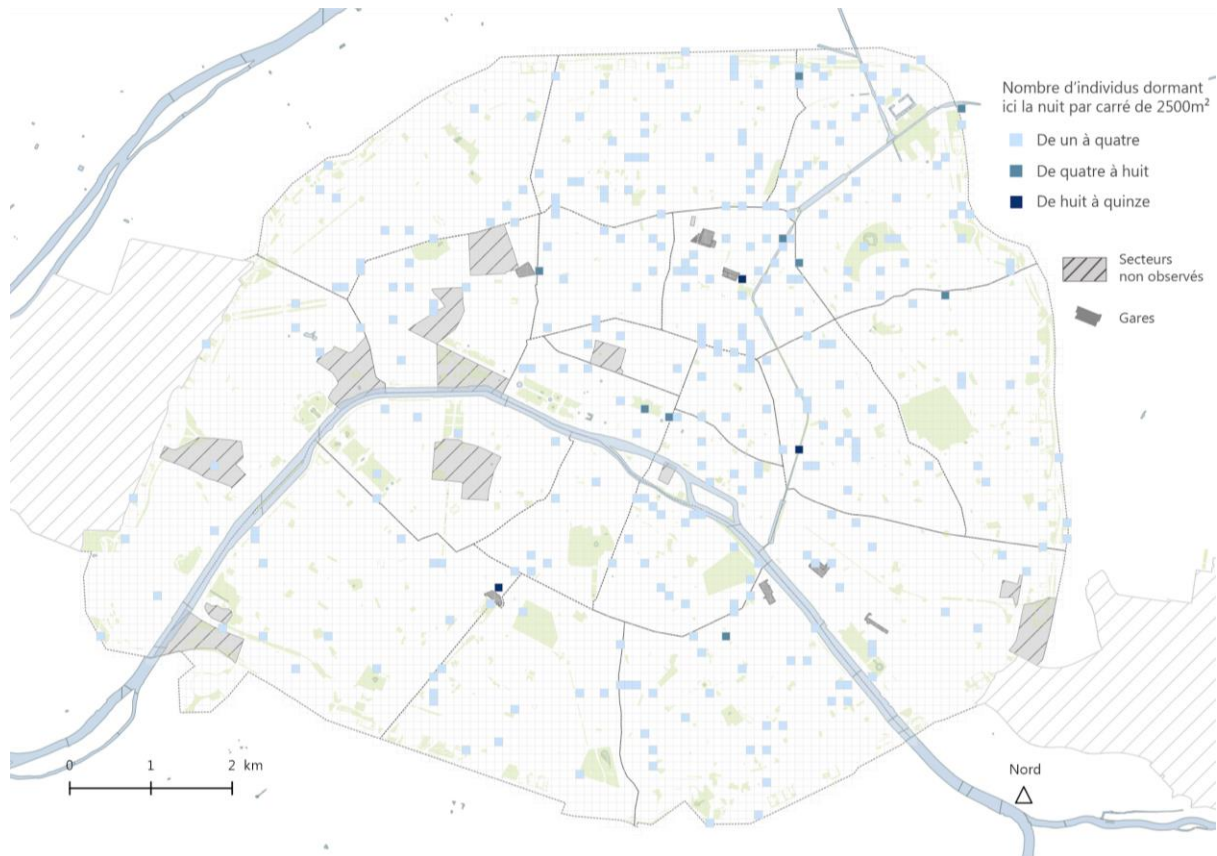 Nombre d'individus dormant
ici la nuit par carré de 2500m²
De un à quatre
De quatre à huit
De huit à quinze
Secteurs
non observés
Gares
0 1 2 km
Nord